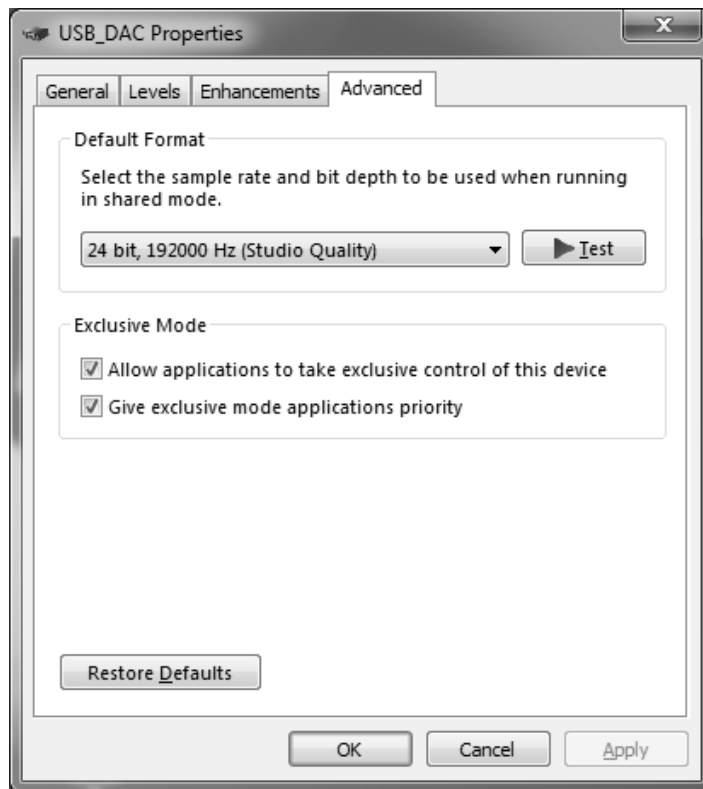 USB_DAC Properties
X
General Levels Enhancements Advanced
Default Format
Select the sample rate and bit depth to be used when running
in shared mode.
24 bit, 192000 Hz (Studio Quality) Test
Exclusive Mode
Allow applications to take exclusive control of this device
Give exclusive mode applications priority
Restore Defaults
OK Cancel Apply